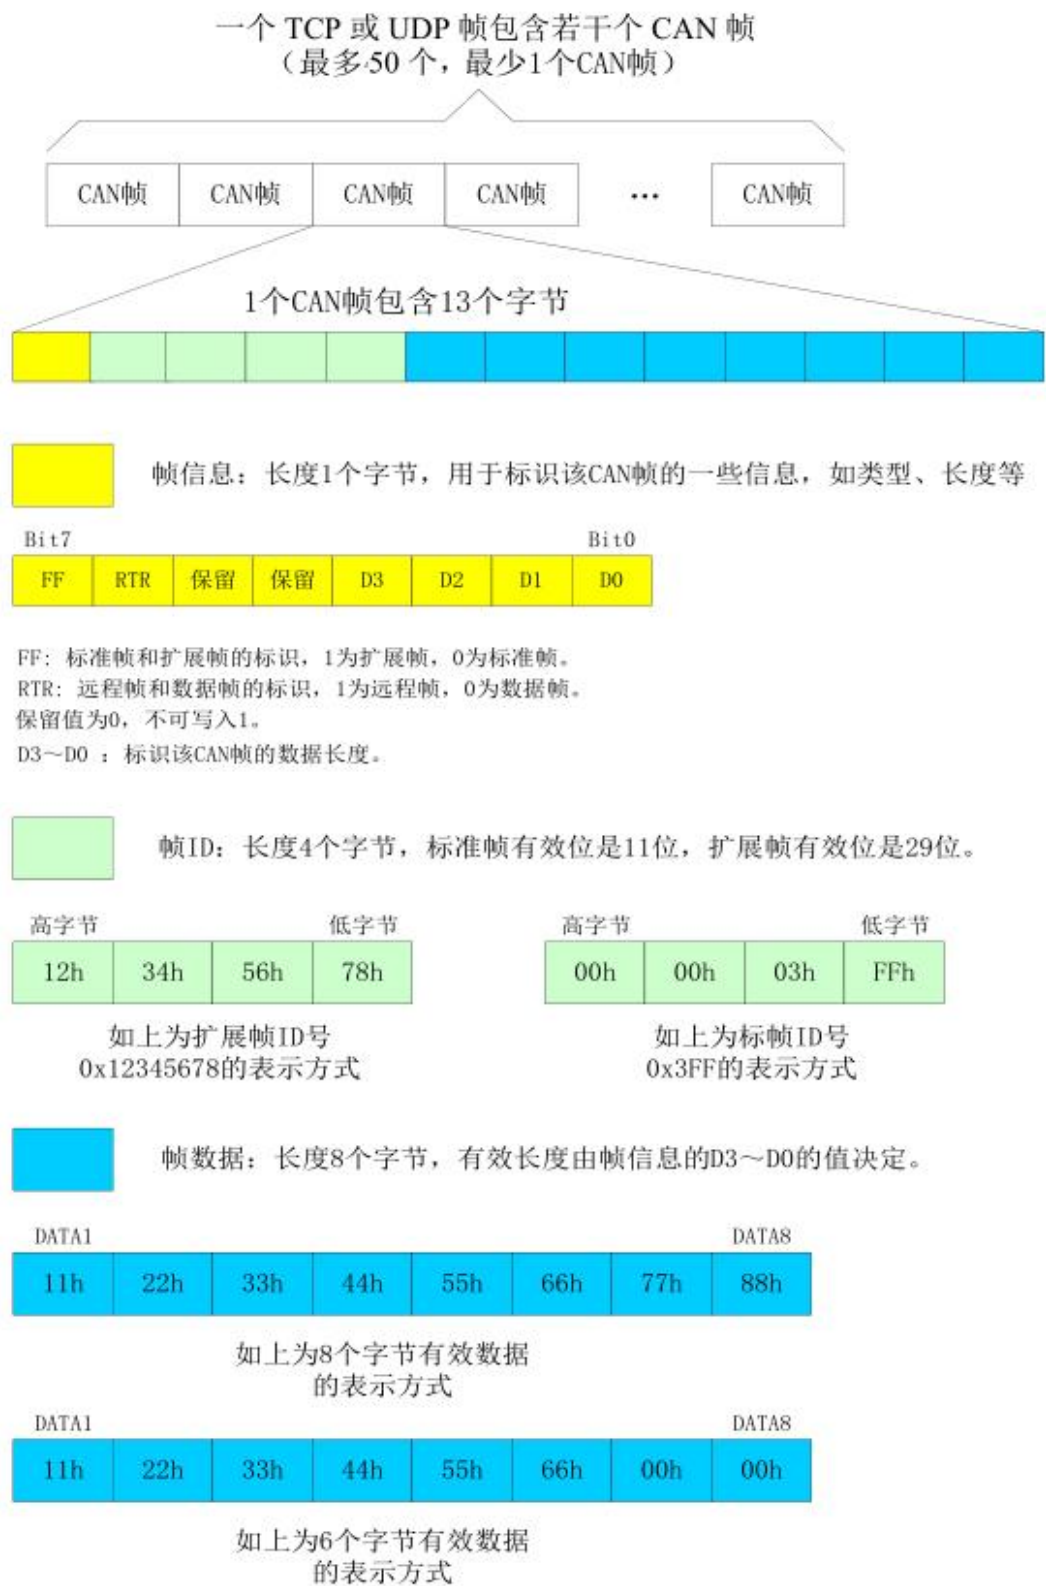 一个 TCP 或 UDP 帧包含若干个 CAN 帧
（最多50个，最少1个CAN帧）
CAN帧 CAN帧 CAN帧 CAN帧 … CAN帧
1个CAN帧包含13个字节
帧信息：长度1个字节，用于标识该CAN帧的一些信息，如类型、长度等
Bit7 Bit0
FF RTR 保留 保留 D3 D2 D1 D0
FF: 标准帧和扩展帧的标识，1为扩展帧，0为标准帧。
RTR: 远程帧和数据帧的标识，1为远程帧，0为数据帧。
保留值为0，不可写入1。
D3～D0 ：标识该CAN帧的数据长度。
帧ID：长度4个字节，标准帧有效位是11位，扩展帧有效位是29位。
高字节 低字节 高字节 低字节
12h 34h 56h 78h 00h 00h 03h FFh
如上为扩展帧ID号 如上为标帧ID号
0x12345678的表示方式 0x3FF的表示方式
帧数据：长度8个字节，有效长度由帧信息的D3～D0的值决定。
DATA1 DATA8
11h 22h 33h 44h 55h 66h 77h 88h
如上为8个字节有效数据
的表示方式
DATA1 DATA8
11h 22h 33h 44h 55h 66h 00h 00h
如上为6个字节有效数据
的表示方式